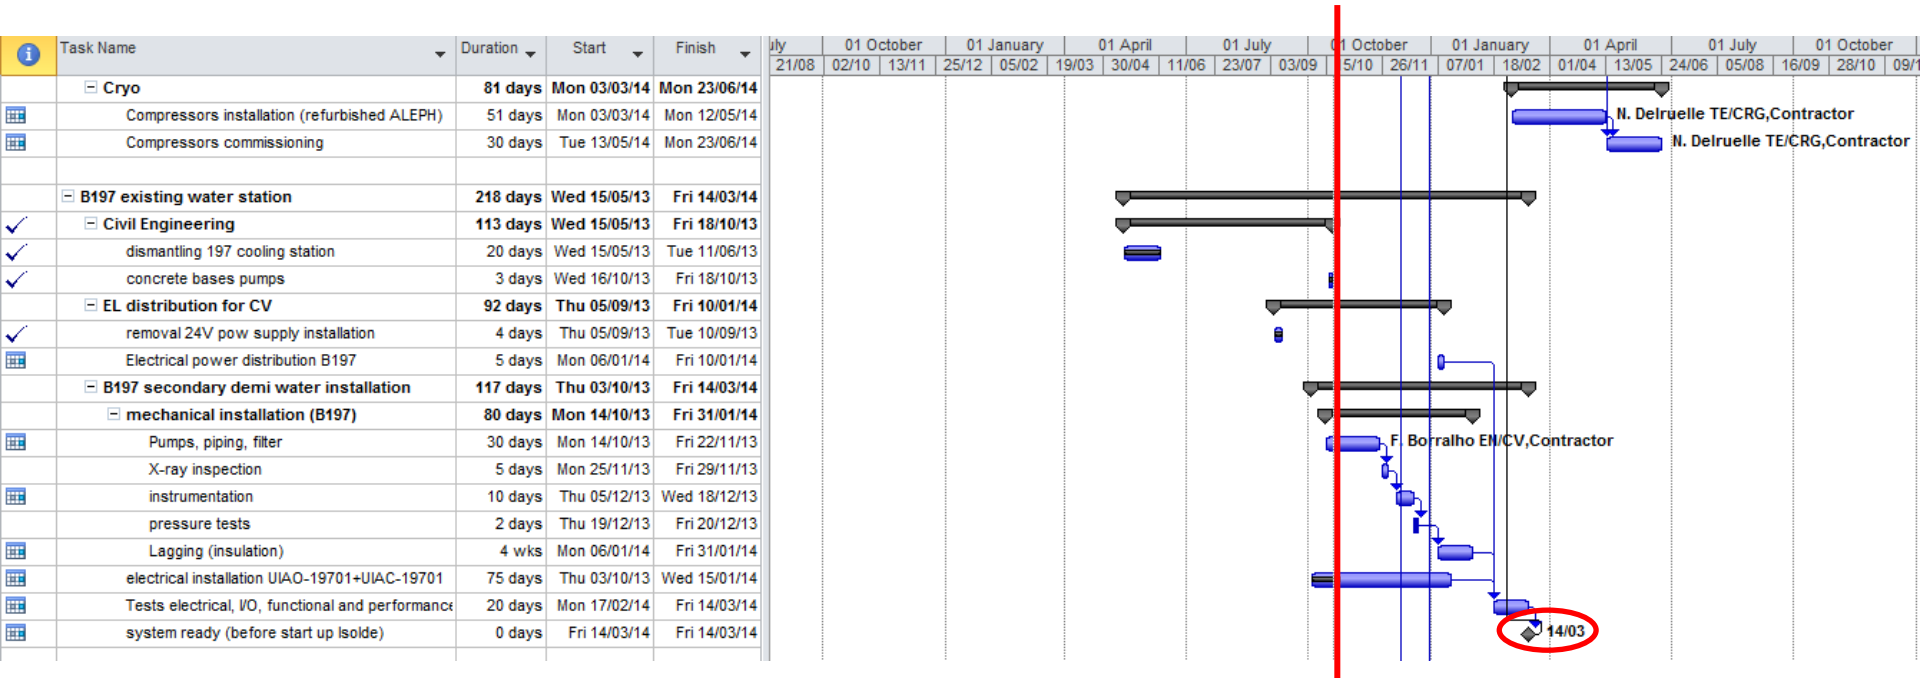 Task Name Duration Start Finish
uly 01 October 01 January 01 April 01 July 01 October 01 January 01 April 01 July 01 October
21/08 02/10 13/11 25/12 05/02 19/03 30/04 11/06 23/07 03/09 15/10 26/11 07/01 18/02 01/04 13/05 24/06 05/08 16/09 28/10 09/1
Cryo 81 days Mon 03/03/14 Mon 23/06/14
Compressors installation (refurbished ALEPH) 51 days Mon 03/03/14 Mon 12/05/14 N. Delruelle TE/CRG,Contractor
Compressors commissioning 30 days Tue 13/05/14 Mon 23/06/14 N. Delruelle TE/CRG,Contractor
B197 existing water station 218 days Wed 15/05/13 Fri 14/03/14
Civil Engineering 113 days Wed 15/05/13 Fri 18/10/13
dismantling 197 cooling station 20 days Wed 15/05/13 Tue 11/06/13
concrete bases pumps 3 days Wed 16/10/13 Fri 18/10/13
EL distribution for CV 92 days Thu 05/09/13 Fri 10/01/14
removal 24V pow supply installation 4 days Thu 05/09/13 Tue 10/09/13
Electrical power distribution B197 5 days Mon 06/01/14 Fri 10/01/14
B197 secondary demi water installation 117 days Thu 03/10/13 Fri 14/03/14
mechanical installation (B197) 80 days Mon 14/10/13 Fri 31/01/14
Pumps, piping, filter 30 days Mon 14/10/13 Fri 22/11/13 F. Borralho EN/CV,Contractor
X-ray inspection 5 days Mon 25/11/13 Fri 29/11/13
instrumentation 10 days Thu 05/12/13 Wed 18/12/13
pressure tests 2 days Thu 19/12/13 Fri 20/12/13
Lagging (insulation) 4 wks Mon 06/01/14 Fri 31/01/14
electrical installation UIAO-19701+UIAC-19701 75 days Thu 03/10/13 Wed 15/01/14
Tests electrical, I/O, functional and performance 20 days Mon 17/02/14 Fri 14/03/14
system ready (before start up Isolde) 0 days Fri 14/03/14 Fri 14/03/14 14/03